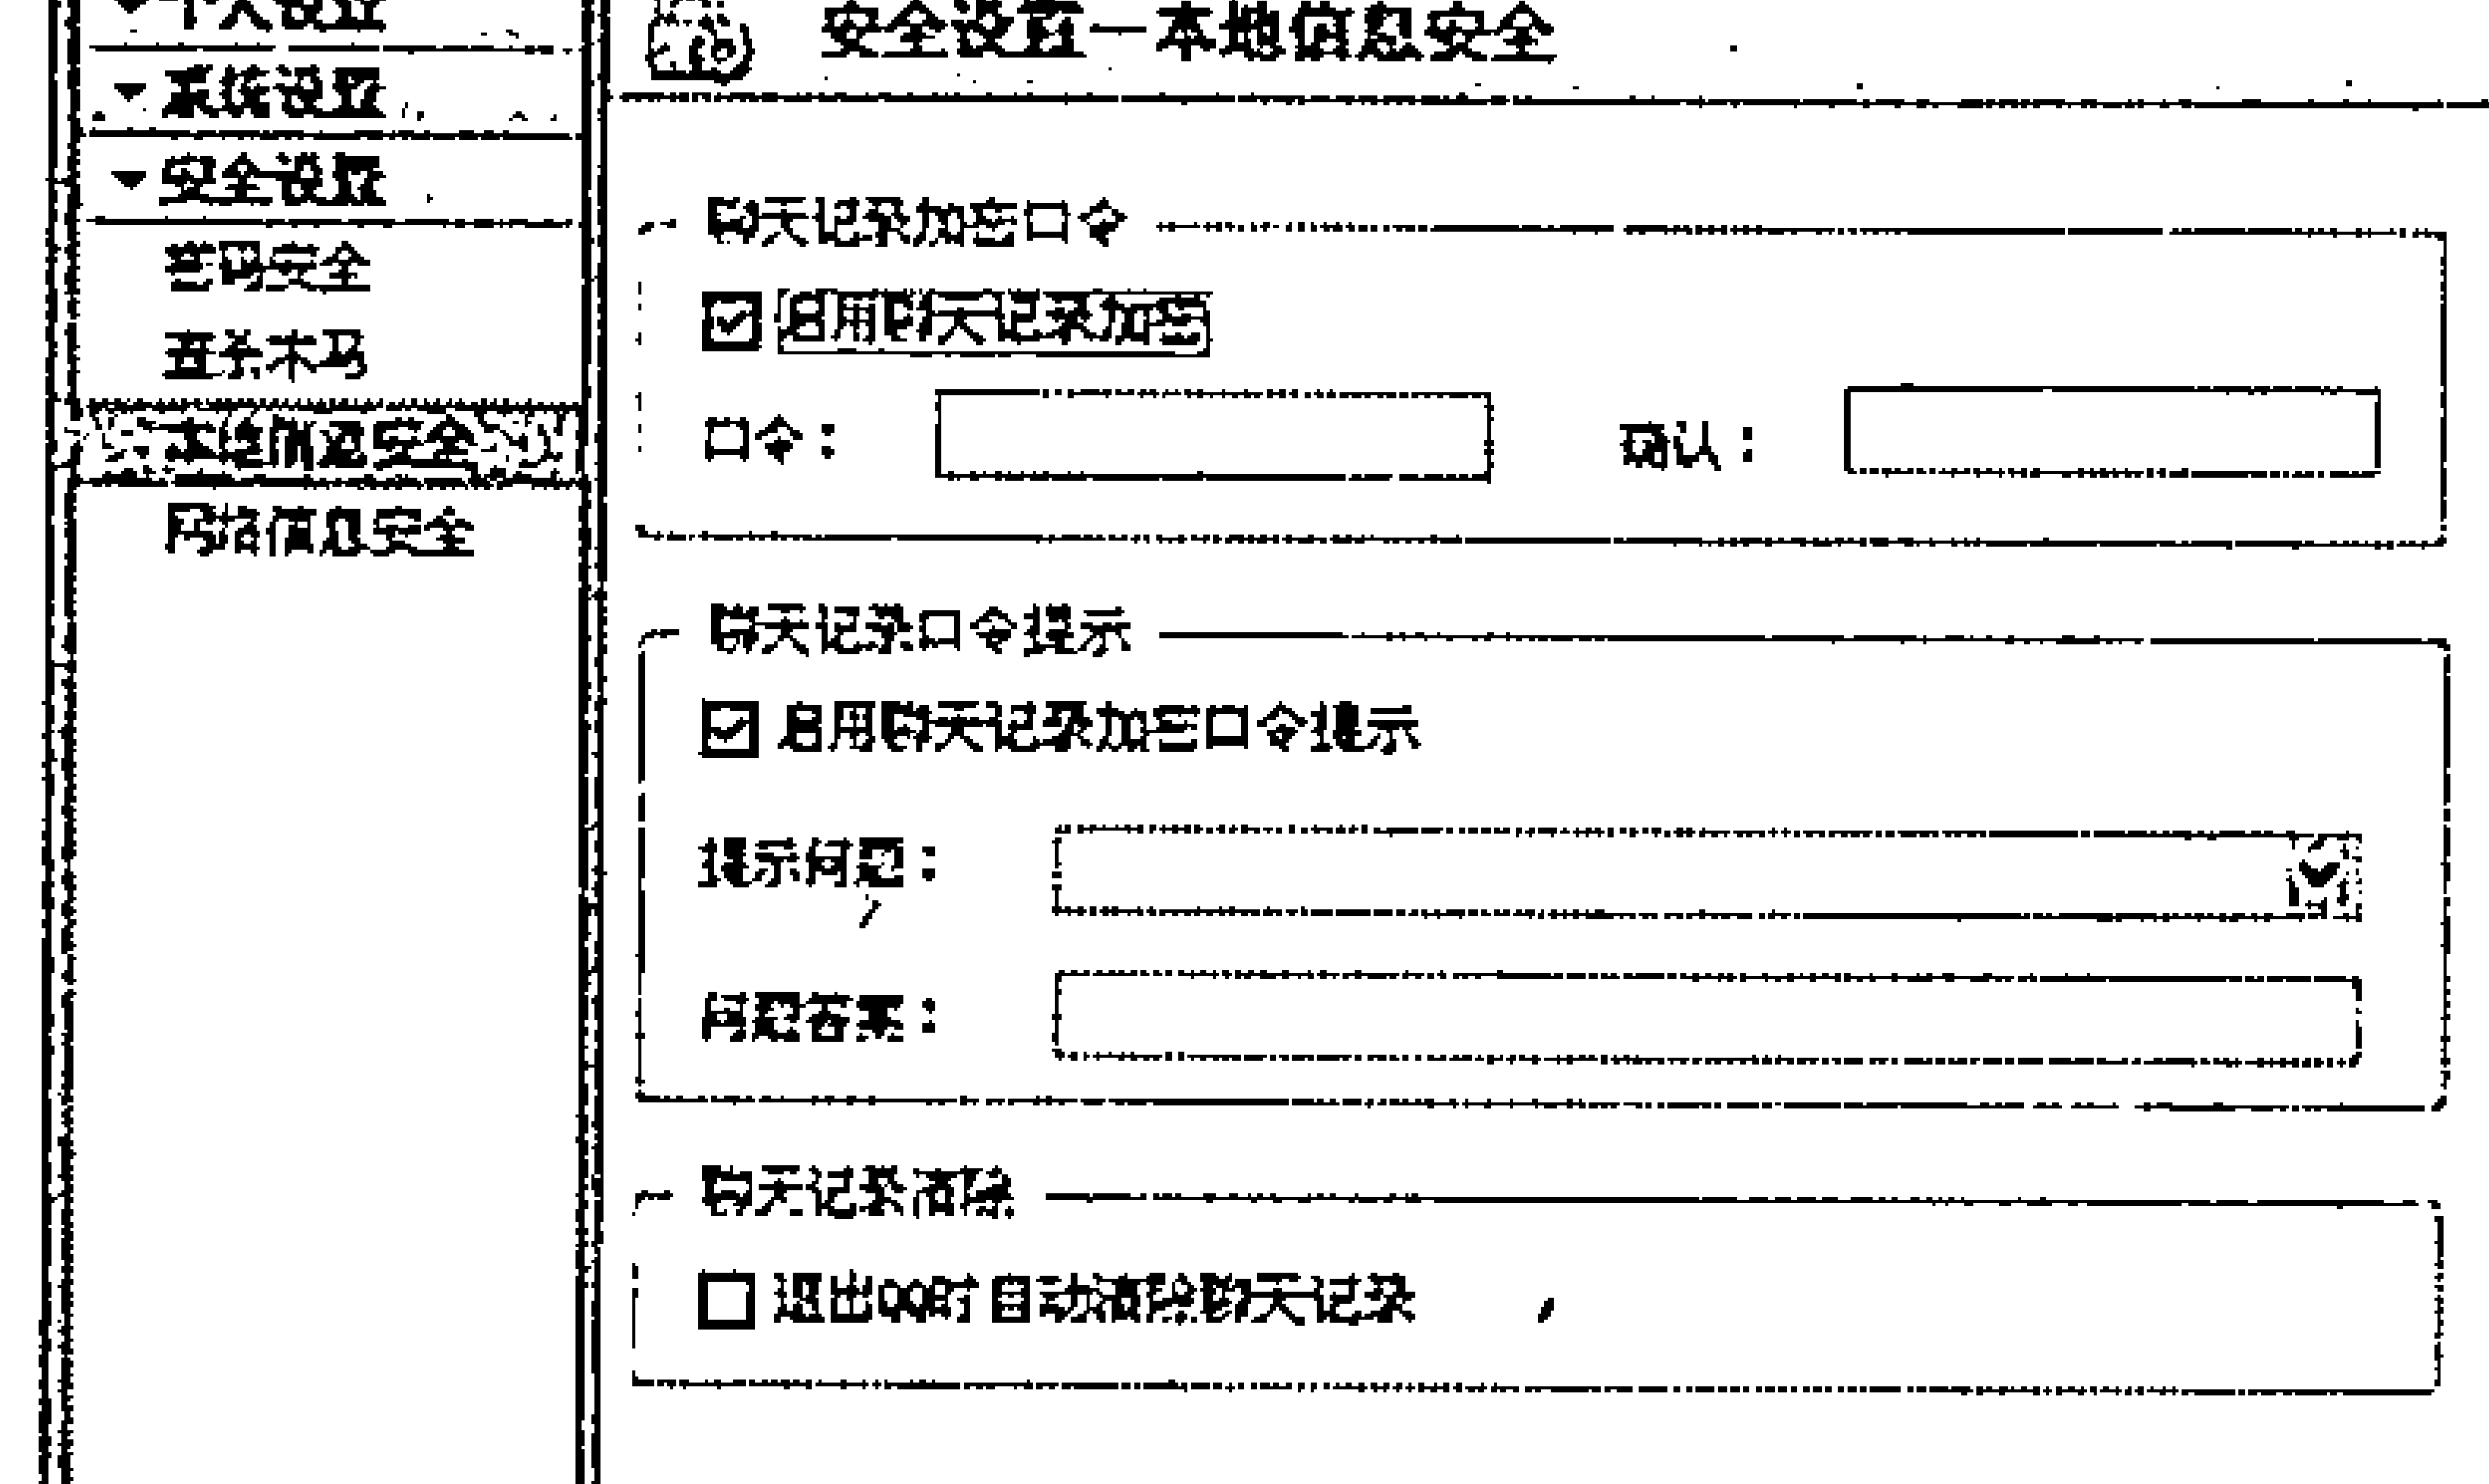 个人设置
系统设置
安全设置
密码安全
查杀木马
本地信息安全
网络信息安全
安全设置—本地信息安全
聊天记录加密口令
启用聊天记录加密
口令：
确认：
聊天记录口令提示
启用聊天记录加密口令提示
提示问题：
问题答案：
聊天记录清除
退出QQ时自动清除聊天记录